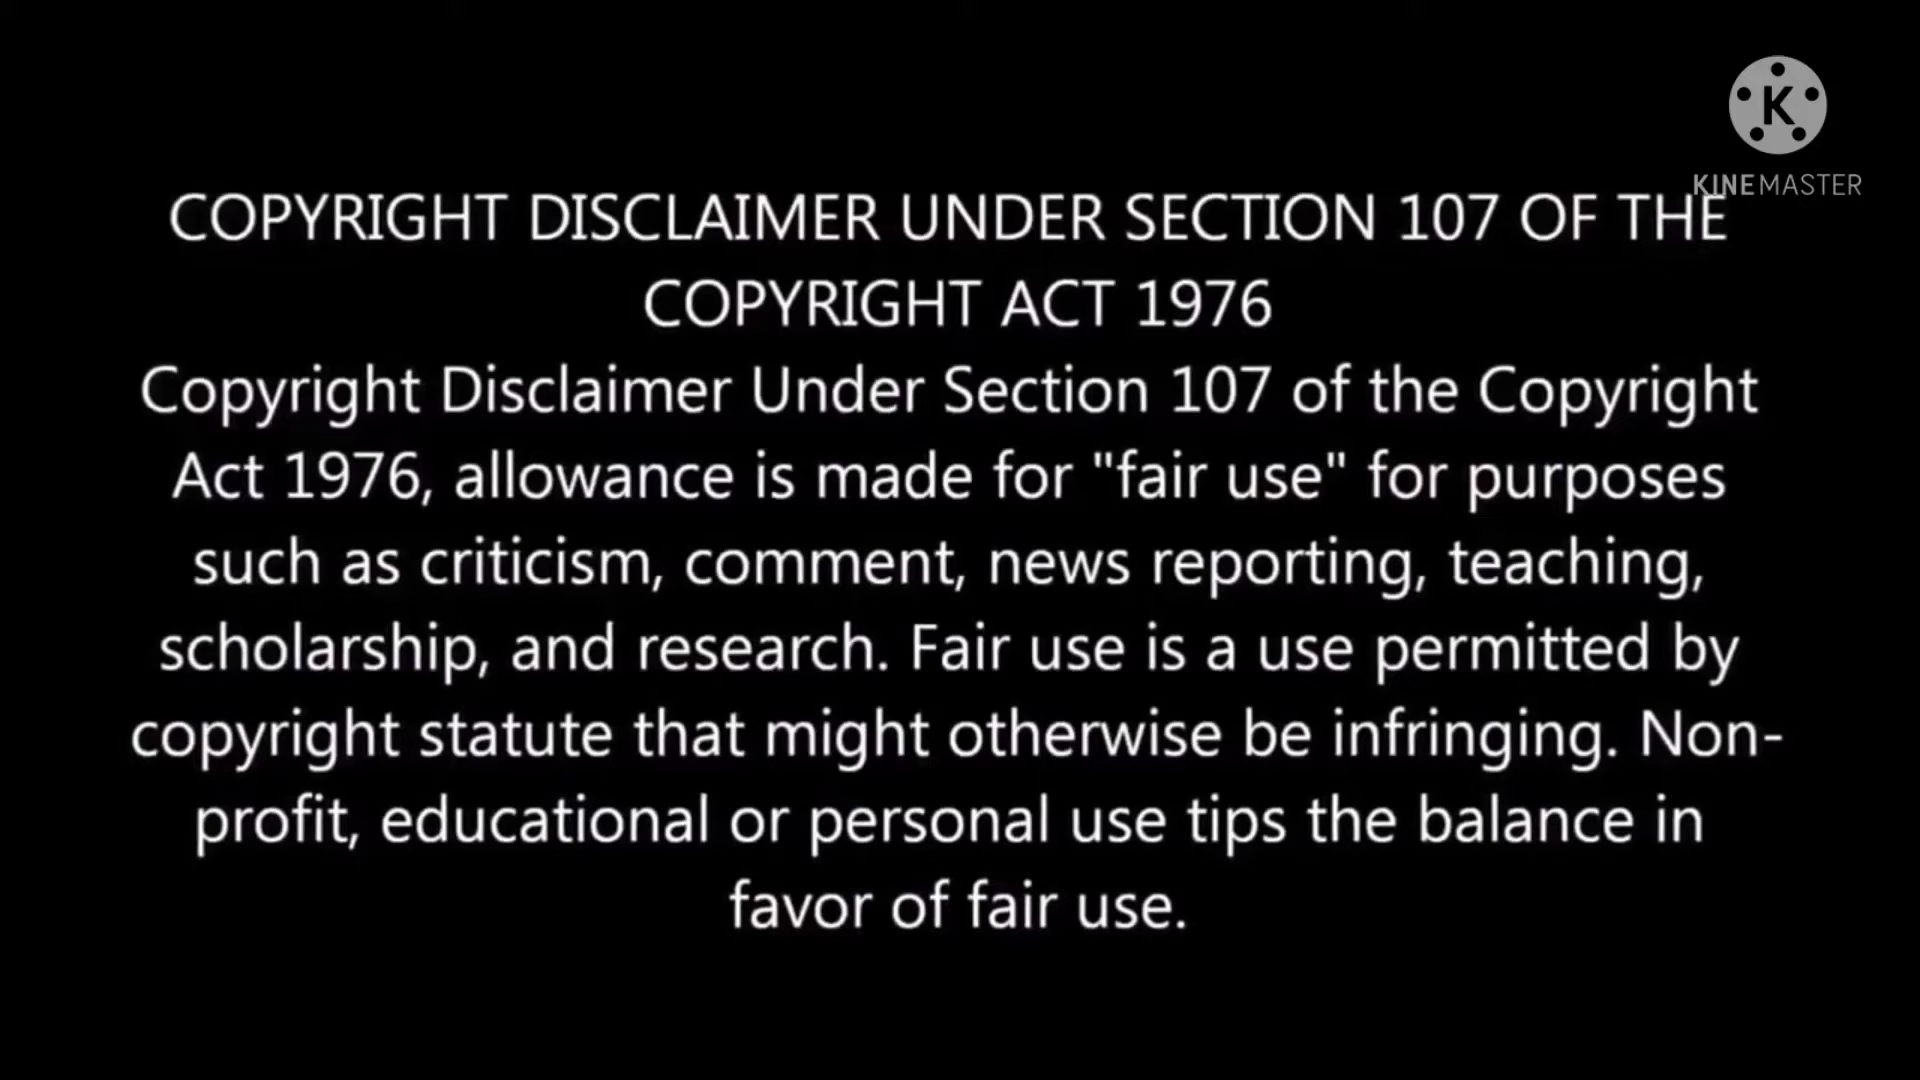 K
KINEMASTER
COPYRIGHT DISCLAIMER UNDER SECTION 107 OF THE
COPYRIGHT ACT 1976
Copyright Disclaimer Under Section 107 of the Copyright
Act 1976, allowance is made for "fair use" for purposes
such as criticism, comment, news reporting, teaching,
scholarship, and research. Fair use is a use permitted by
copyright statute that might otherwise be infringing. Non-
profit, educational or personal use tips the balance in
favor of fair use.